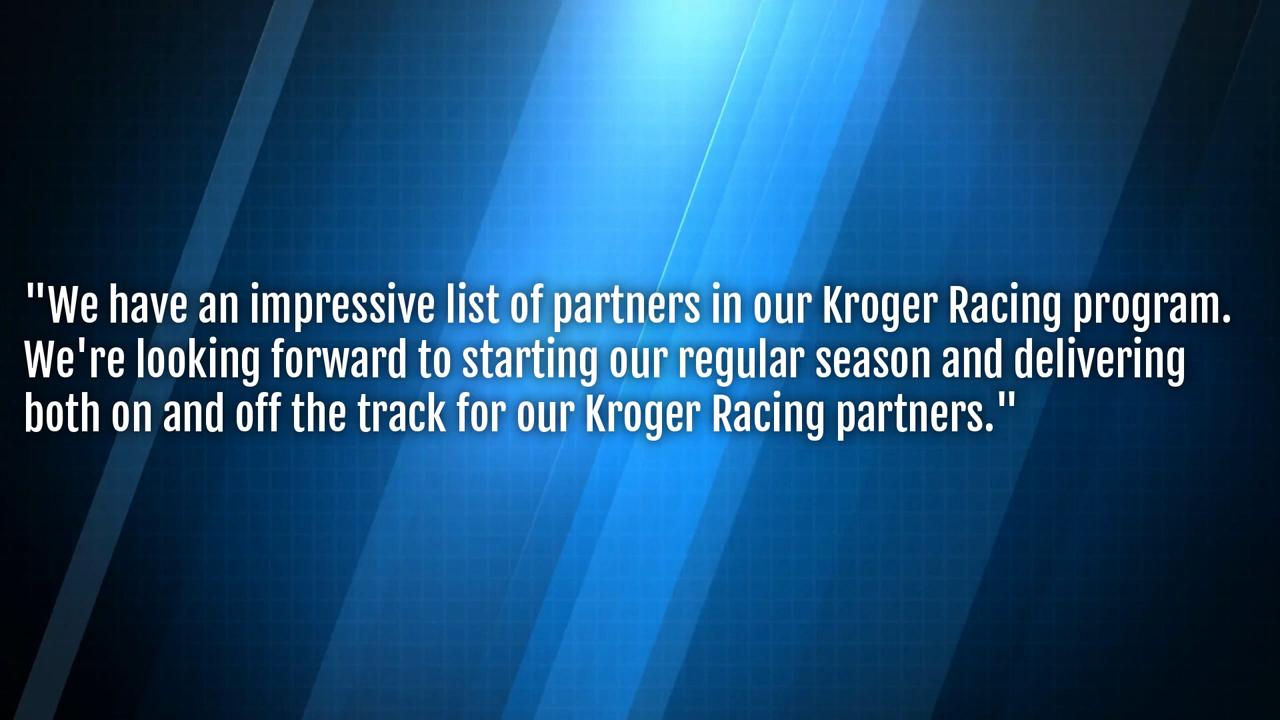 "We have an impressive list of partners in our Kroger Racing program.
We're looking forward to starting our regular season and delivering
both on and off the track for our Kroger Racing partners."